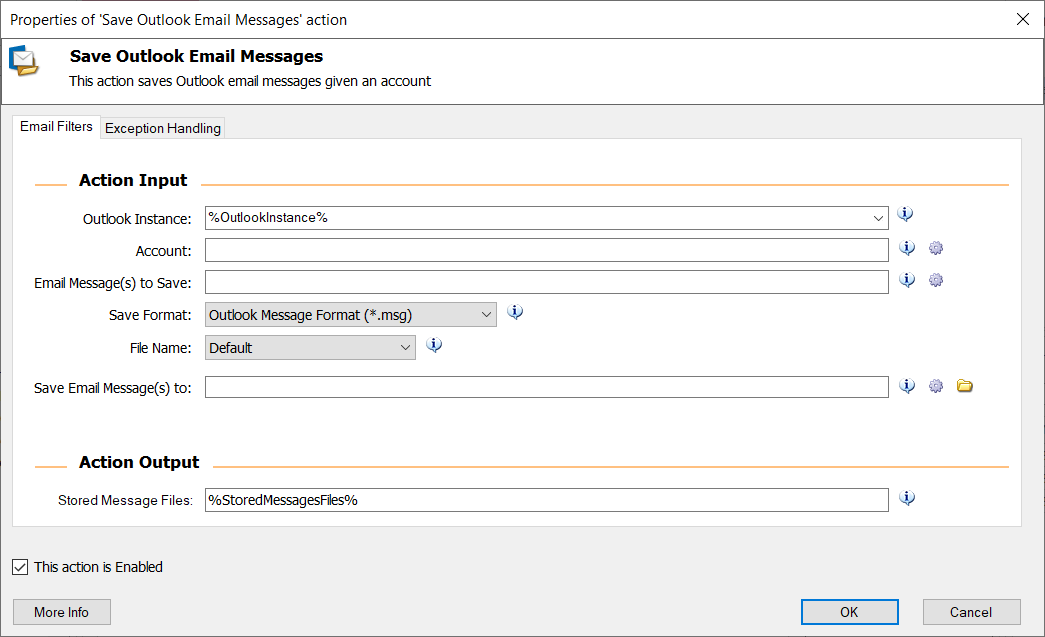 Properties of 'Save Outlook Email Messages' action
Save Outlook Email Messages
This action saves Outlook email messages given an account
Email Filters
Exception Handling
Action Input
Outlook Instance: %OutlookInstance%
Account:
Email Message(s) to Save:
Save Format: Outlook Message Format (*.msg)
File Name: Default
Save Email Message(s) to:
Action Output
Stored Message Files: %StoredMessagesFiles%
This action is Enabled
More Info
OK
Cancel